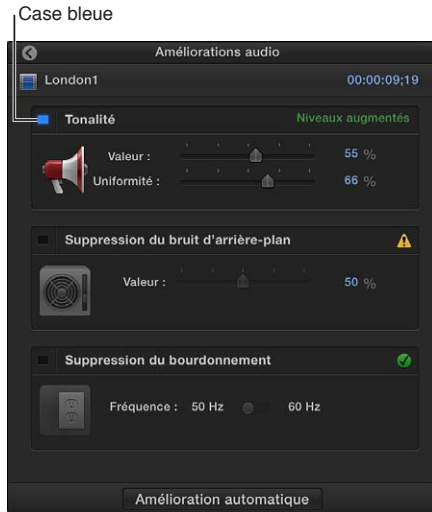 Case bleue
Améliorations audio
London1 00:00:09;19
Tonalité Niveaux augmentés
Valeur : 55 %
Uniformité : 66 %
Suppression du bruit d'arrière-plan
Valeur : 50 %
Suppression du bourdonnement
Fréquence : 50 Hz 60 Hz
Amélioration automatique